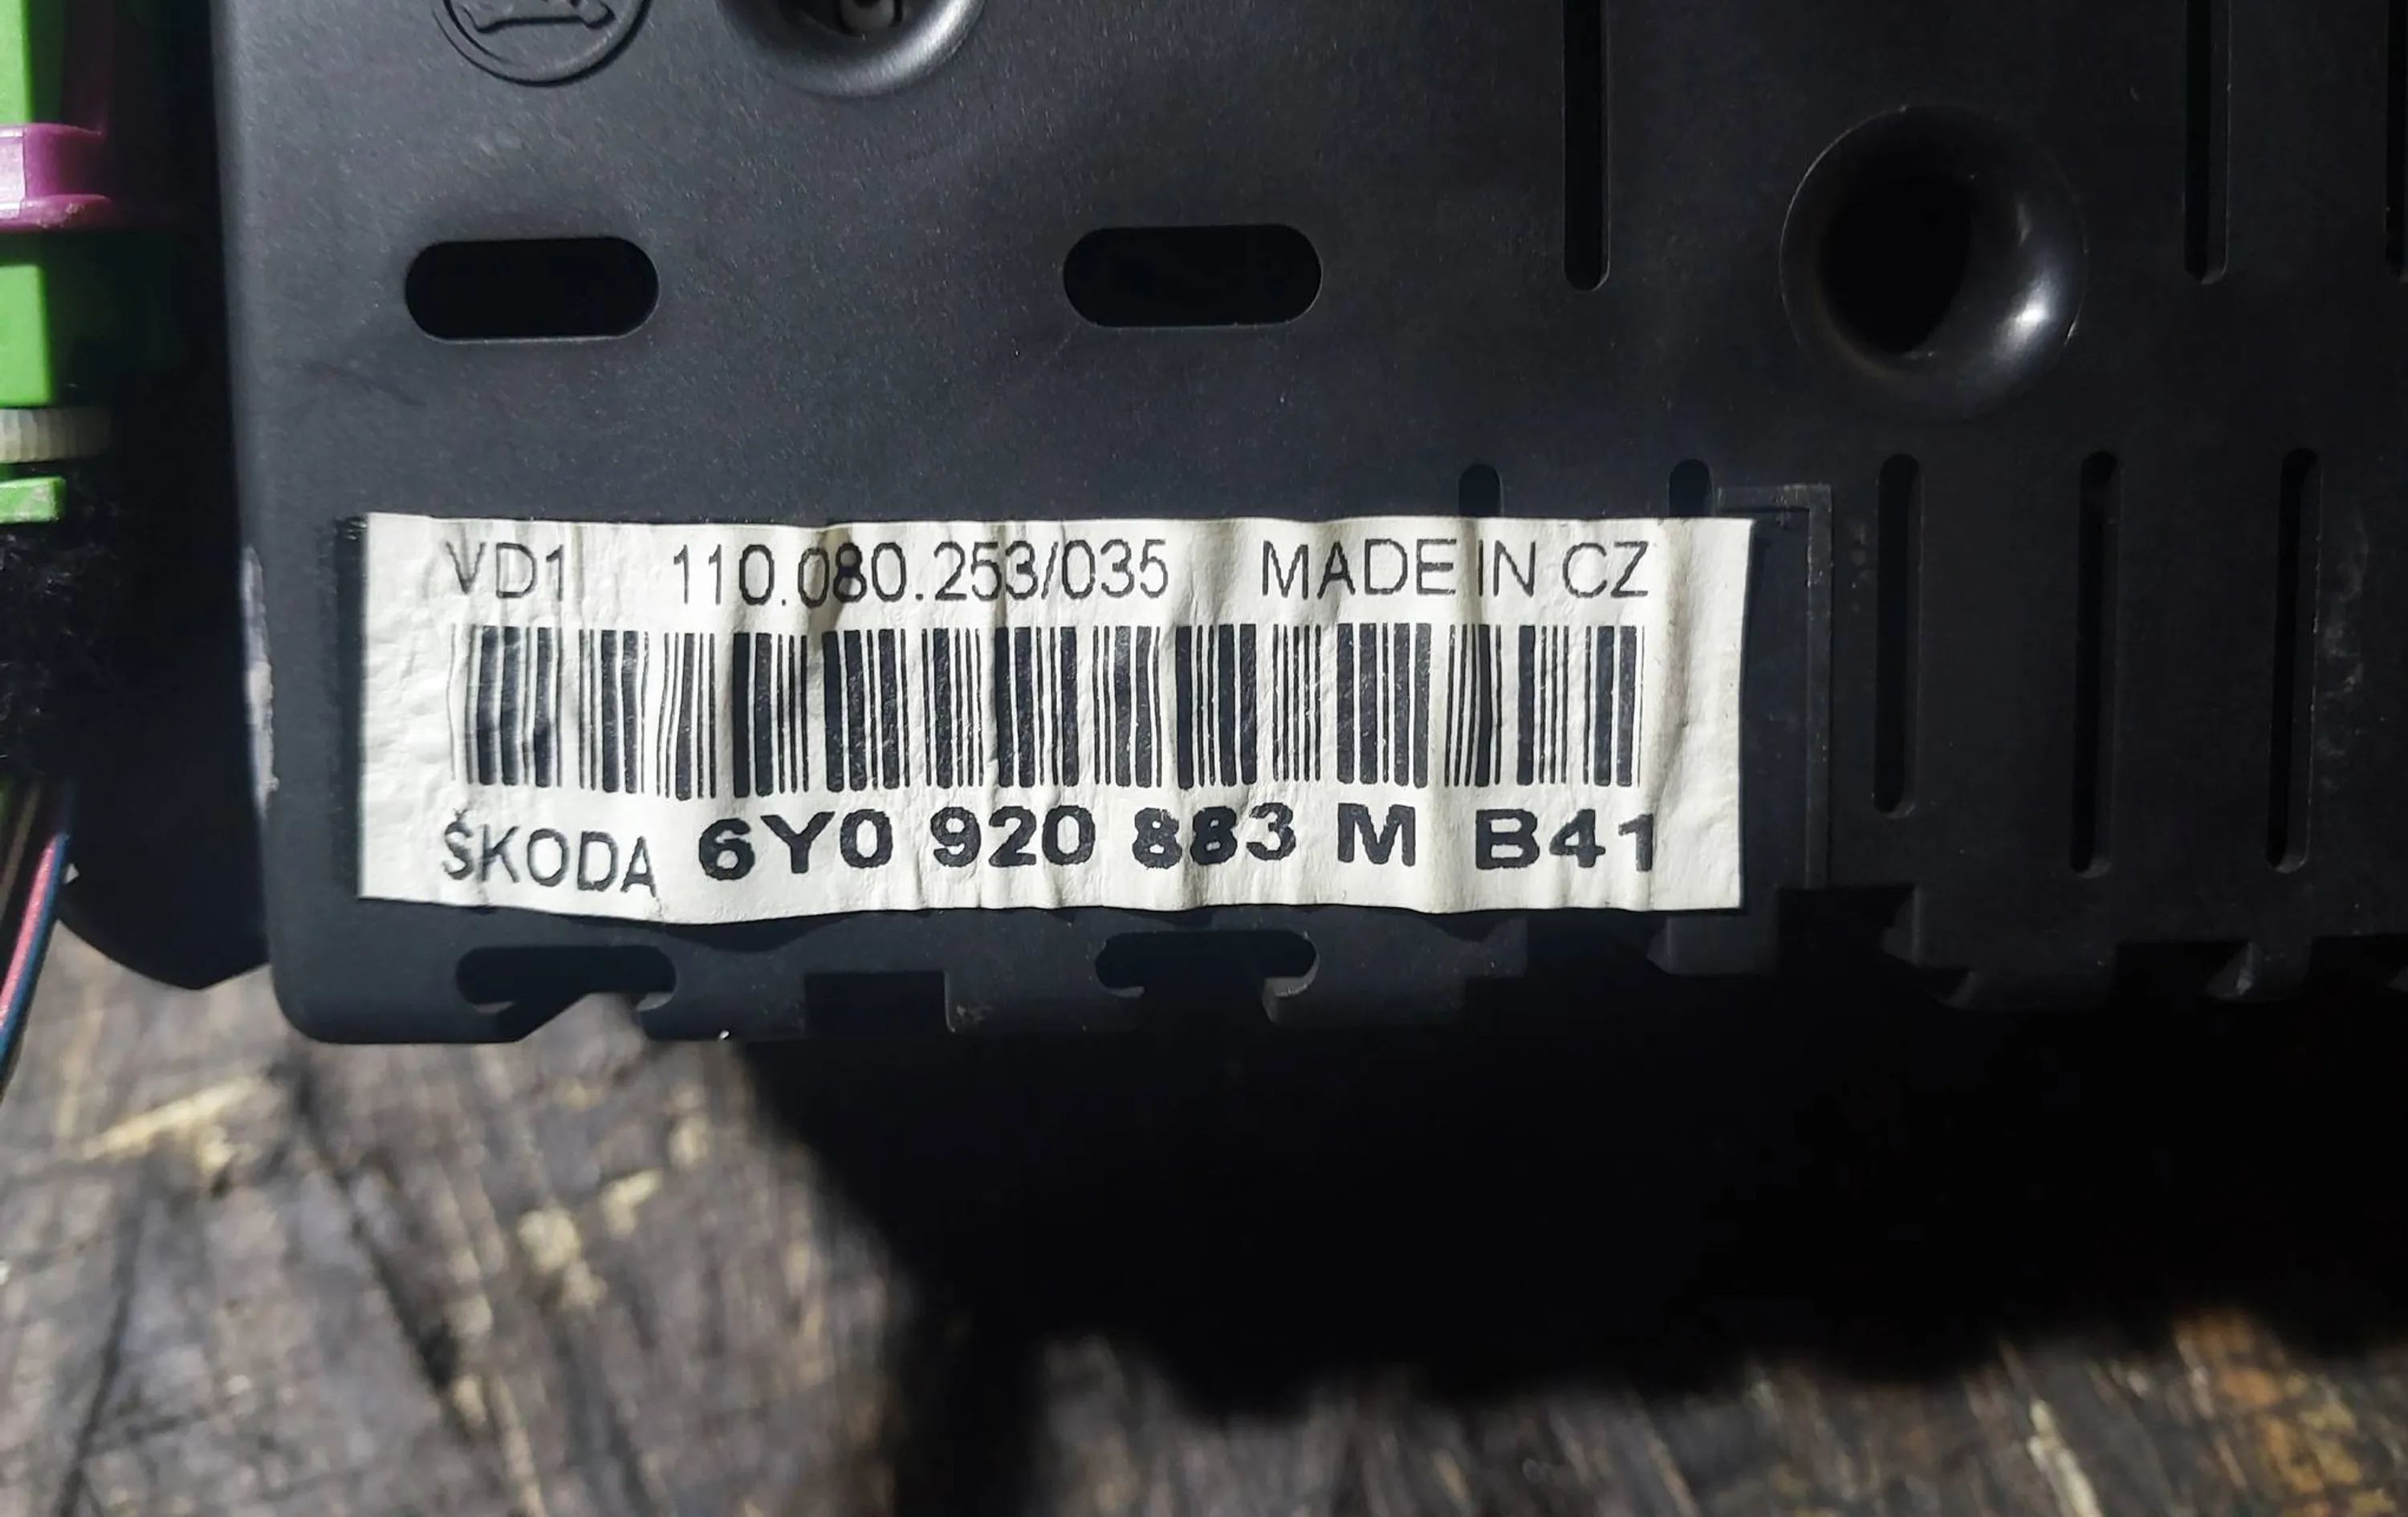 VD1 110.080.253/035 MADE IN CZ
ŠKODA 6Y0 920 883 M B41